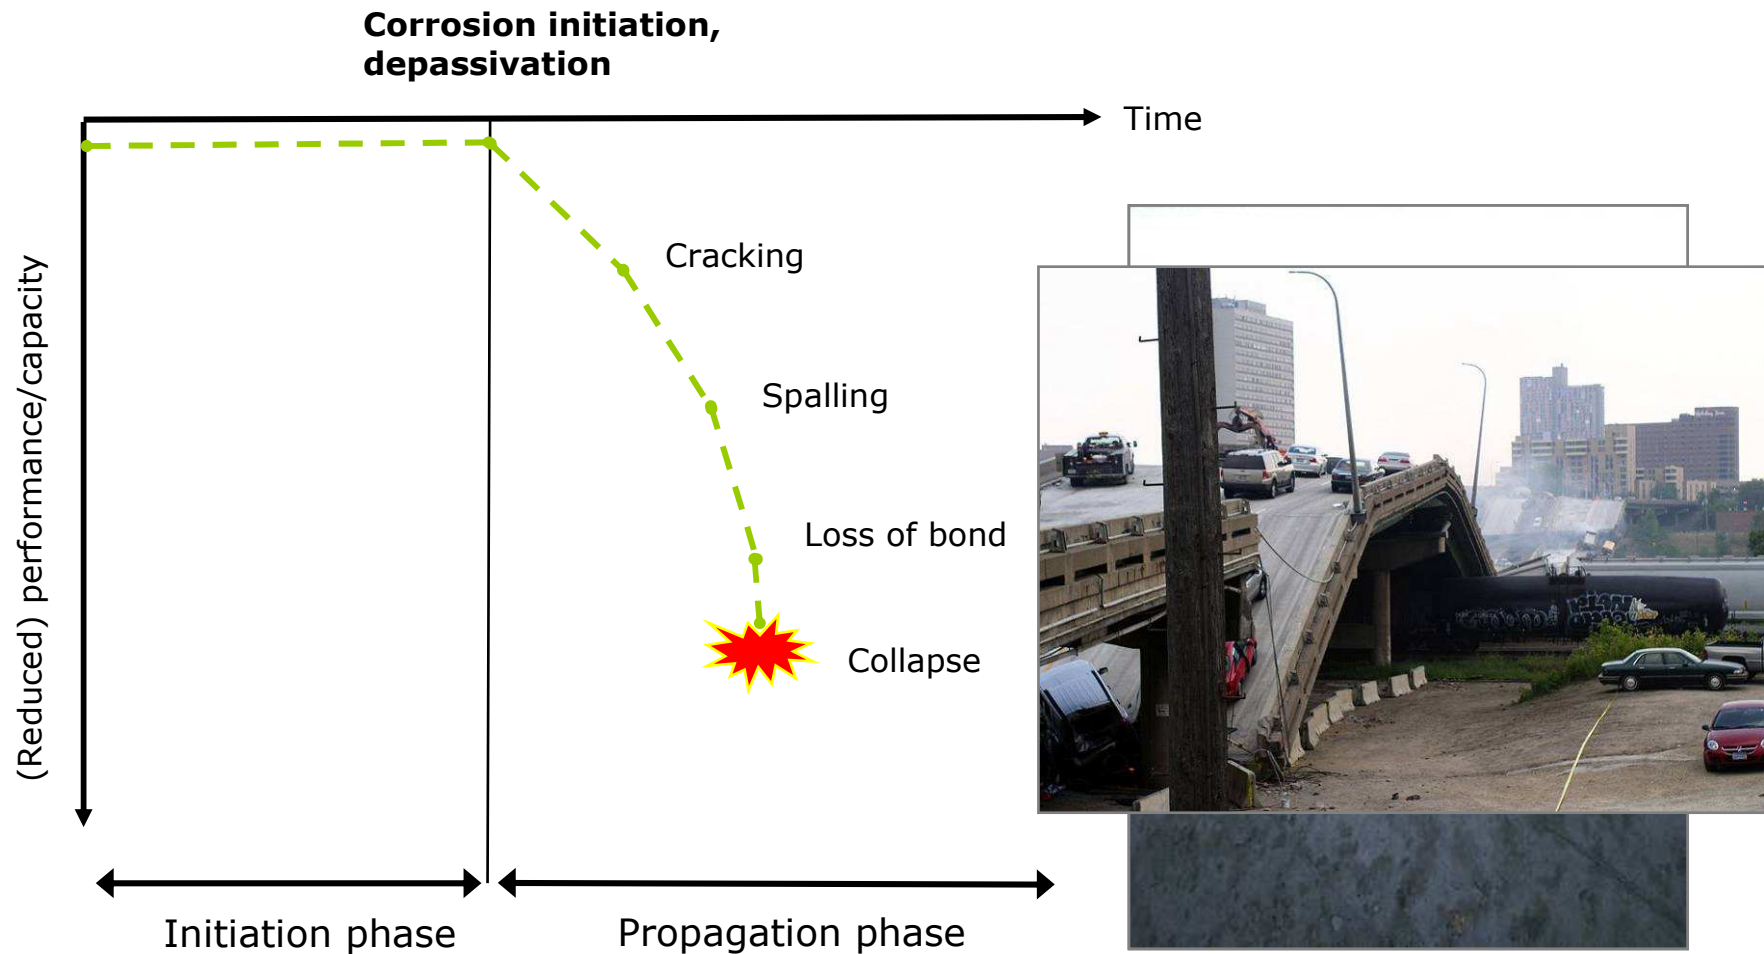 Corrosion initiation,
depassivation
Time
(Reduced) performance/capacity
Cracking
Spalling
Loss of bond
Collapse
Initiation phase
Propagation phase